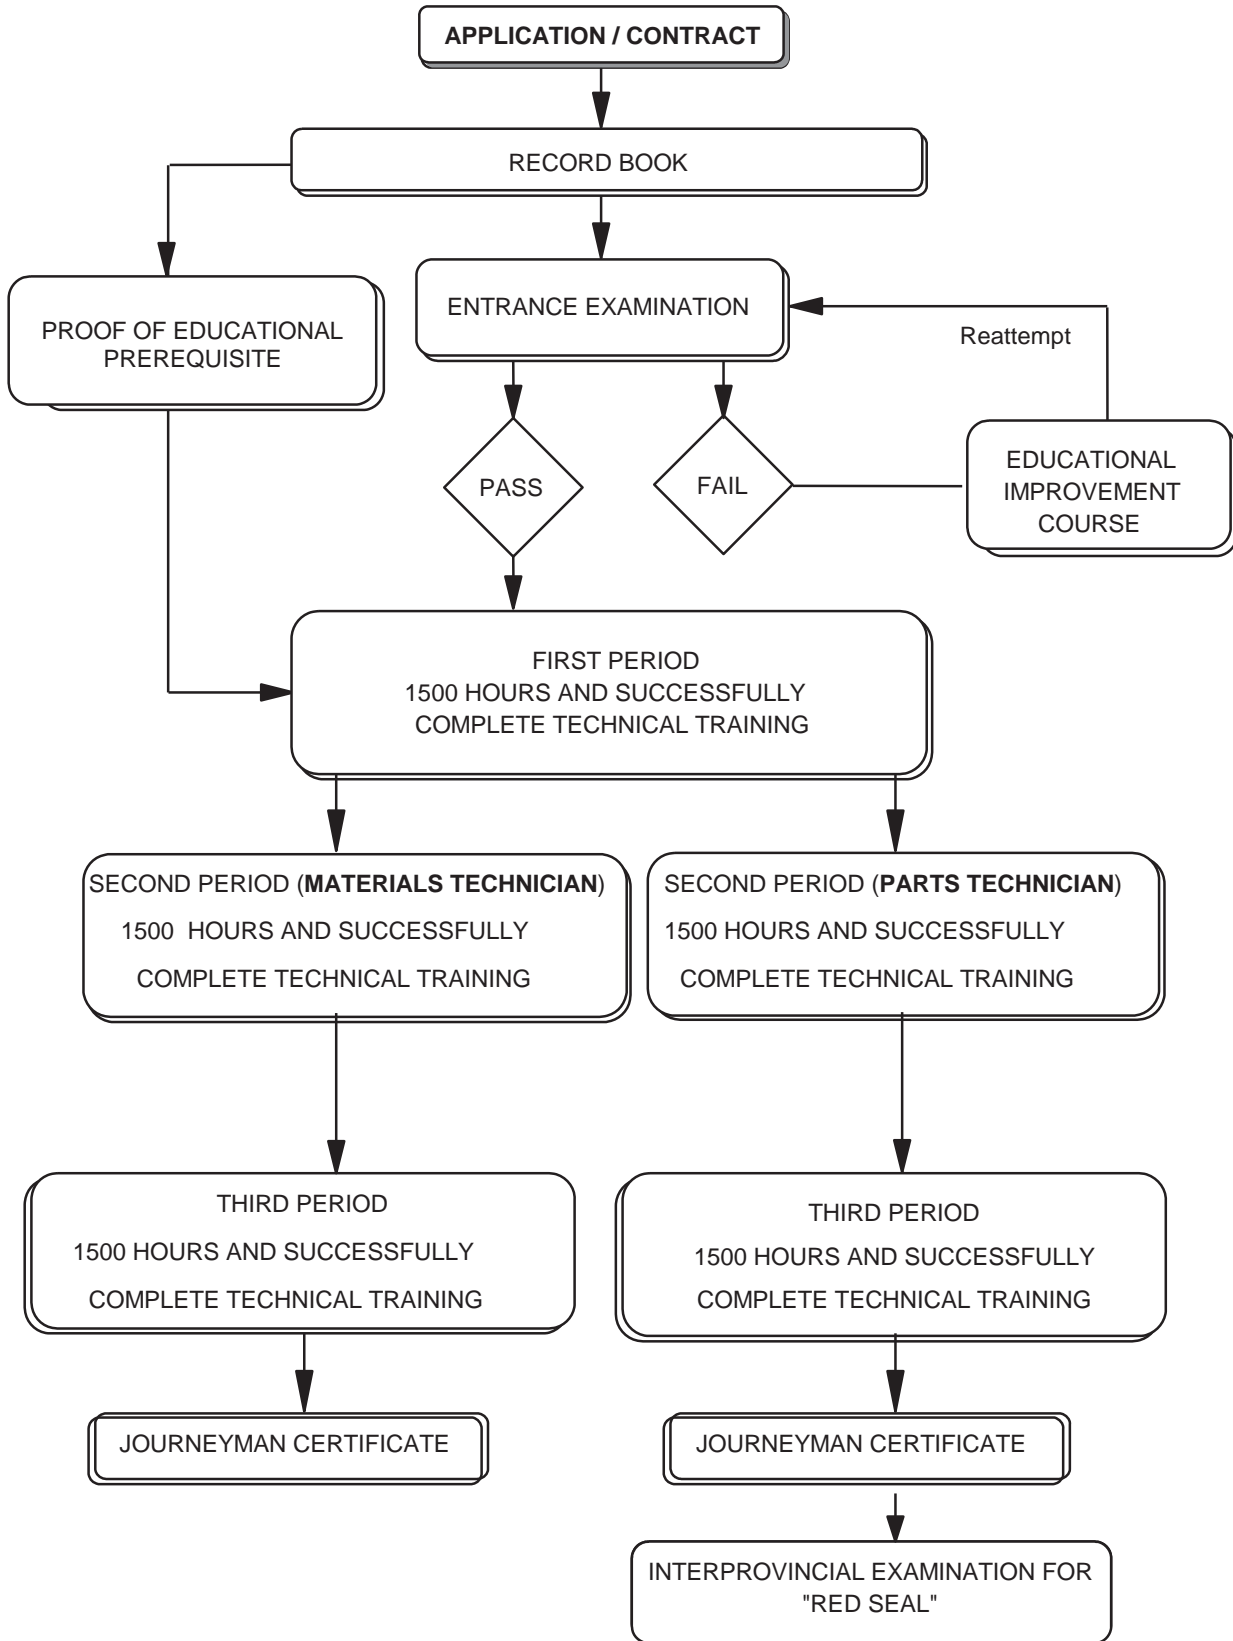 APPLICATION / CONTRACT
RECORD BOOK
PROOF OF EDUCATIONAL
PREREQUISITE
ENTRANCE EXAMINATION
Reattempt
PASS
FAIL
EDUCATIONAL
IMPROVEMENT
COURSE
FIRST PERIOD
1500 HOURS AND SUCCESSFULLY
COMPLETE TECHNICAL TRAINING
SECOND PERIOD (MATERIALS TECHNICIAN)
1500 HOURS AND SUCCESSFULLY
COMPLETE TECHNICAL TRAINING
SECOND PERIOD (PARTS TECHNICIAN)
1500 HOURS AND SUCCESSFULLY
COMPLETE TECHNICAL TRAINING
THIRD PERIOD
1500 HOURS AND SUCCESSFULLY
COMPLETE TECHNICAL TRAINING
THIRD PERIOD
1500 HOURS AND SUCCESSFULLY
COMPLETE TECHNICAL TRAINING
JOURNEYMAN CERTIFICATE
JOURNEYMAN CERTIFICATE
INTERPROVINCIAL EXAMINATION FOR
"RED SEAL"